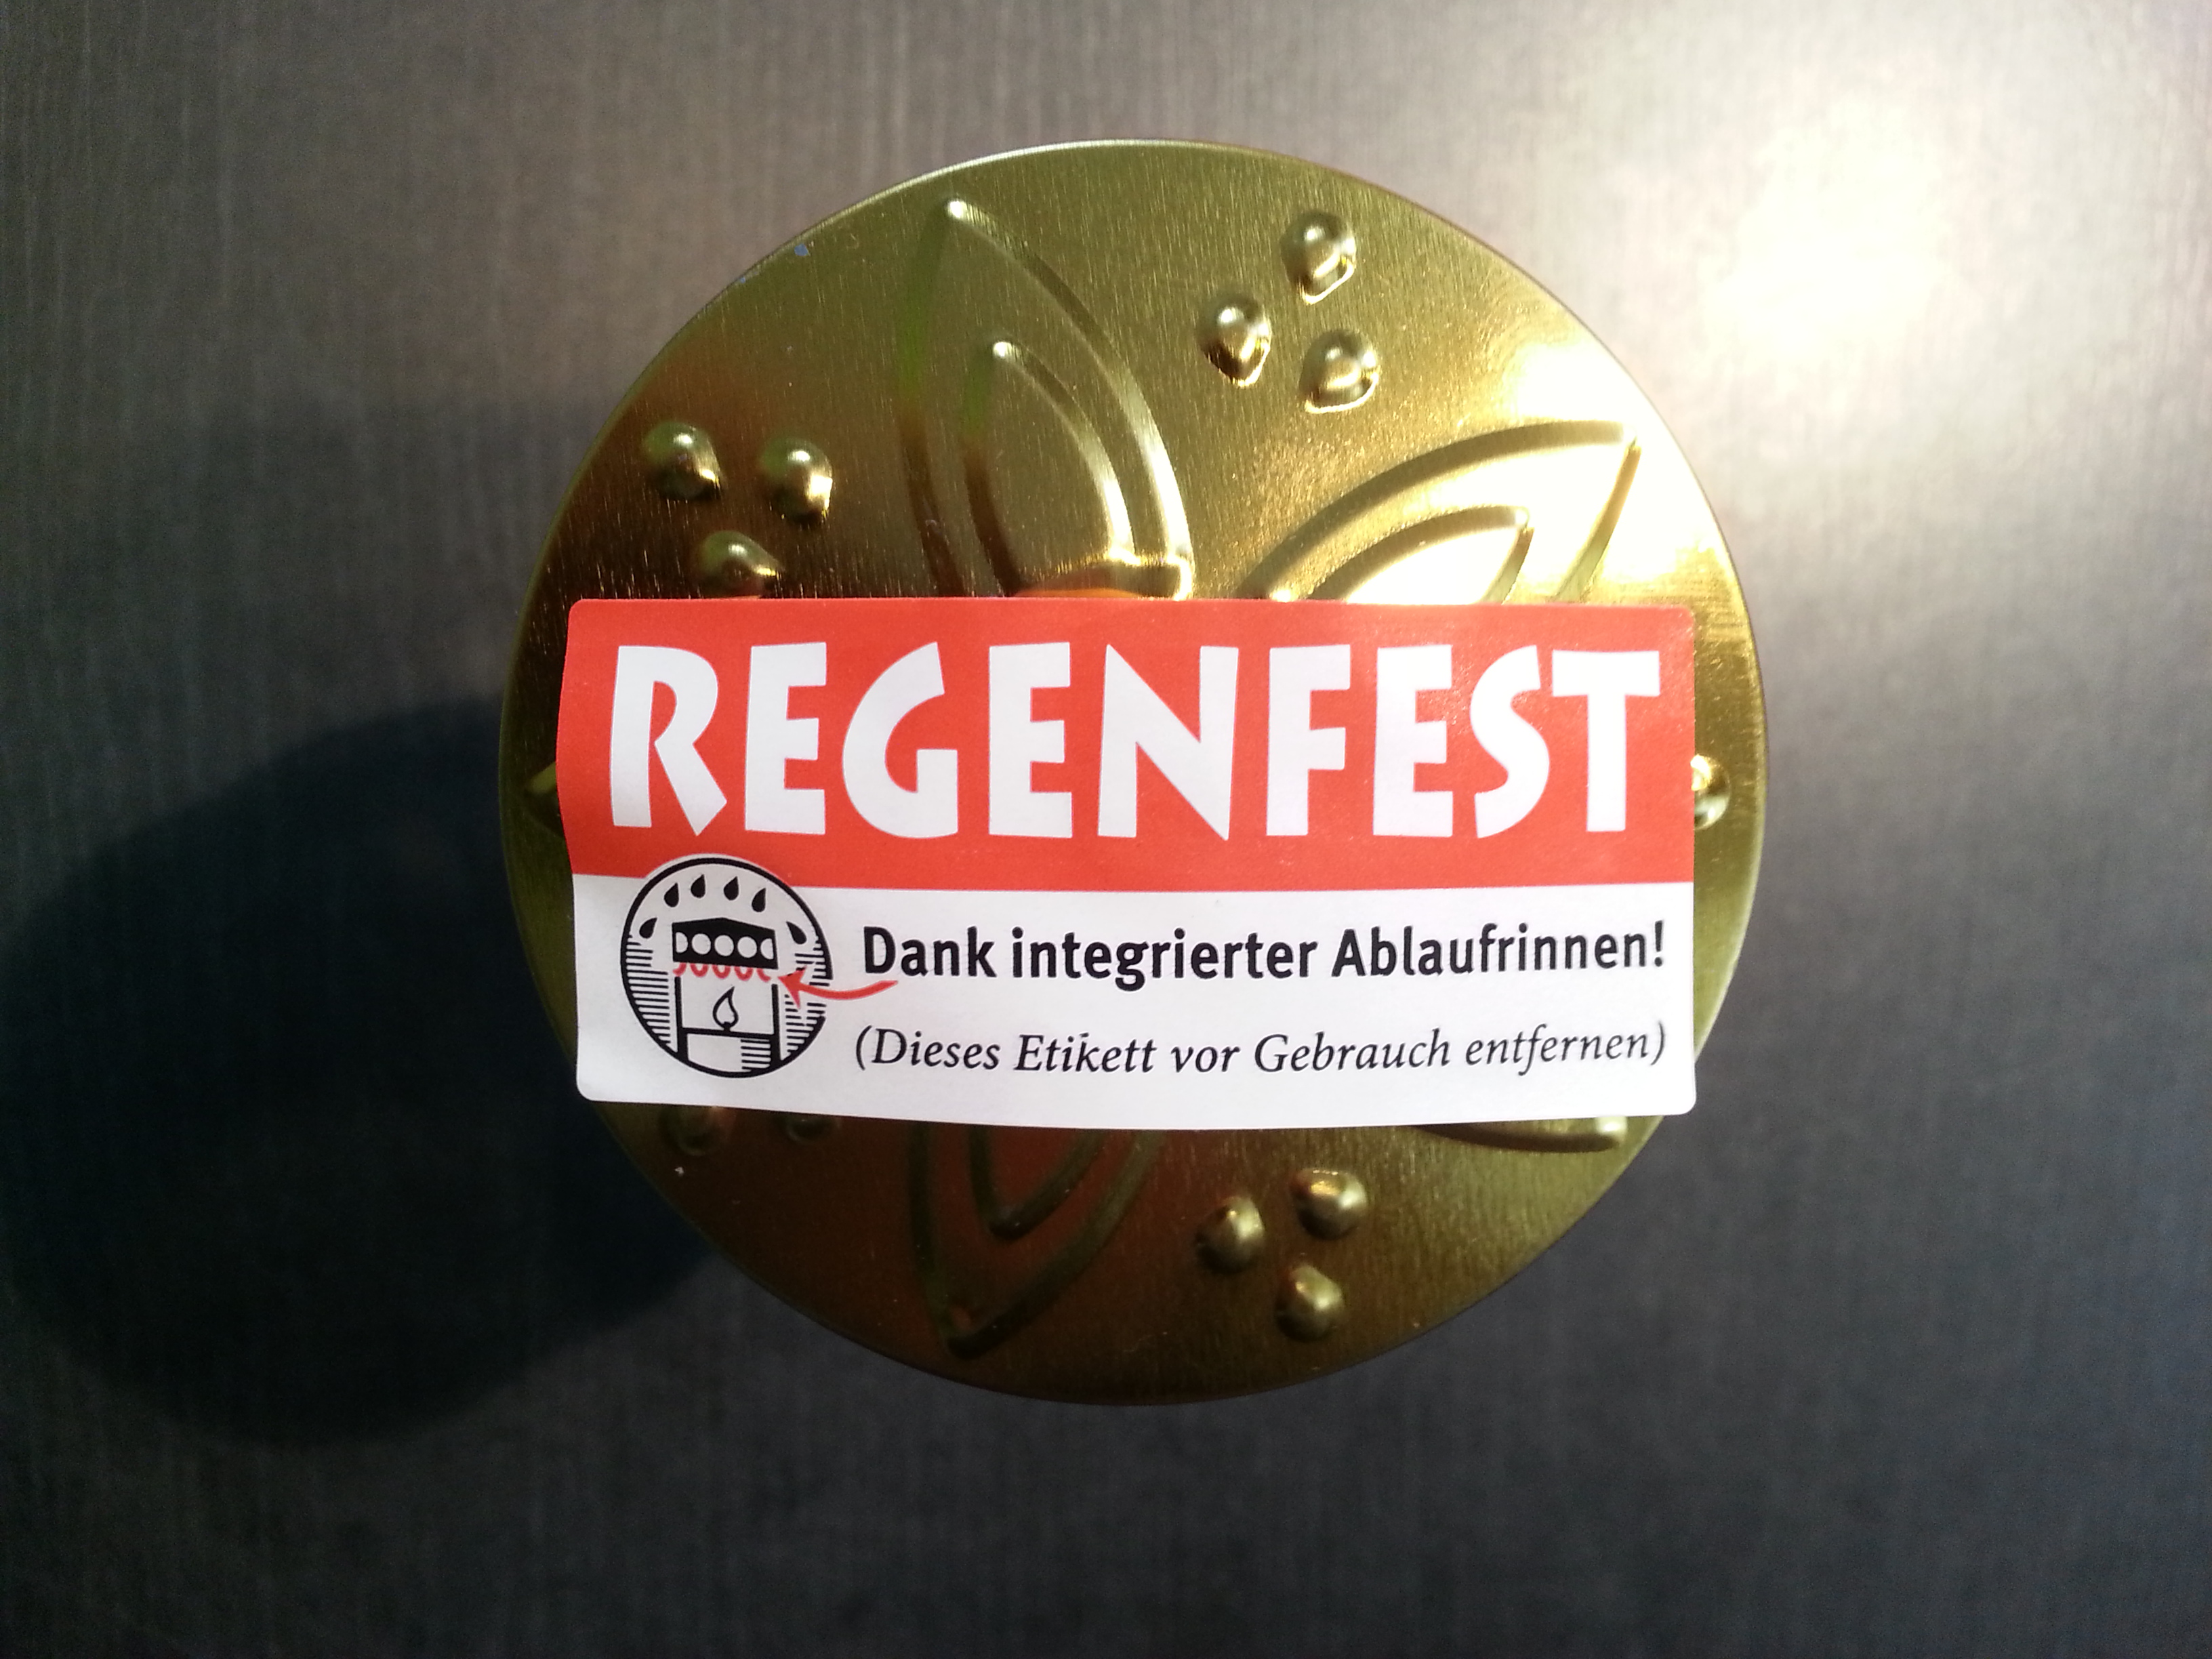 REGENFEST
Dank integrierter Ablaufrinnen!
(Dieses Etikett vor Gebrauch entfernen)